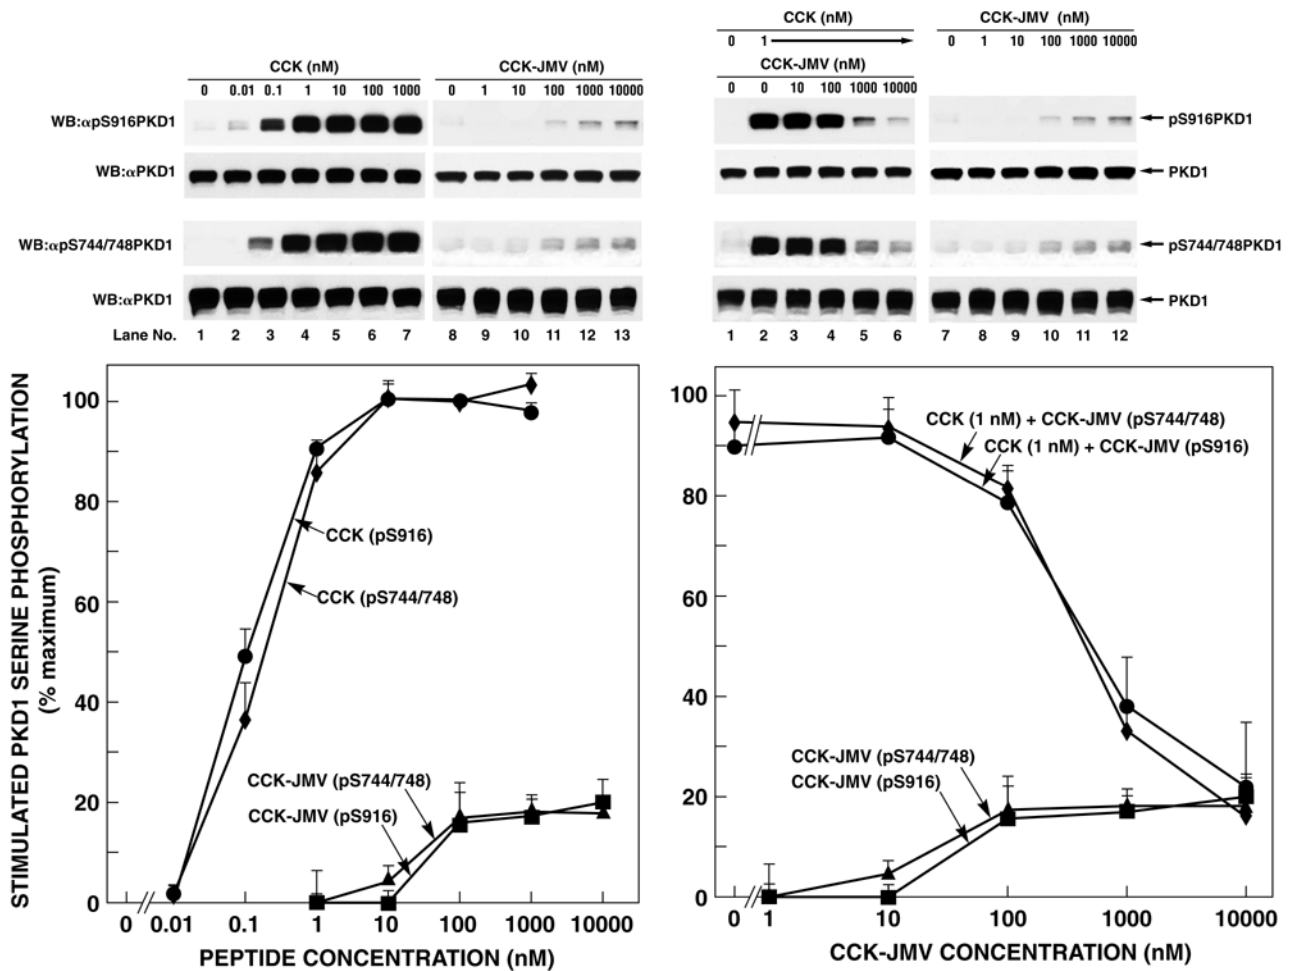 CCK (nM)
0 0.01 0.1 1 10 100 1000
CCK-JMV (nM)
0 1 10 100 1000 10000
WB:αpS916PKD1
WB:αPKD1
WB:αpS744/748PKD1
WB:αPKD1
Lane No. 1 2 3 4 5 6 7 8 9 10 11 12 13
CCK (nM)
0 1
CCK-JMV (nM)
0 1 10 100 1000 10000
CCK-JMV (nM)
0 0 10 100 1000 10000
pS916PKD1
PKD1
pS744/748PKD1
PKD1
1 2 3 4 5 6 7 8 9 10 11 12
STIMULATED PKD1 SERINE PHOSPHORYLATION
(% maximum)
100
80
60
40
20
0
CCK (pS916)
CCK (pS744/748)
CCK-JMV (pS744/748)
CCK-JMV (pS916)
0 0.01 0.1 1 10 100 1000 10000
PEPTIDE CONCENTRATION (nM)
100
80
60
40
20
0
CCK (1 nM) + CCK-JMV (pS744/748)
CCK (1 nM) + CCK-JMV (pS916)
CCK-JMV (pS744/748)
CCK-JMV (pS916)
0 1 10 100 1000 10000
CCK-JMV CONCENTRATION (nM)